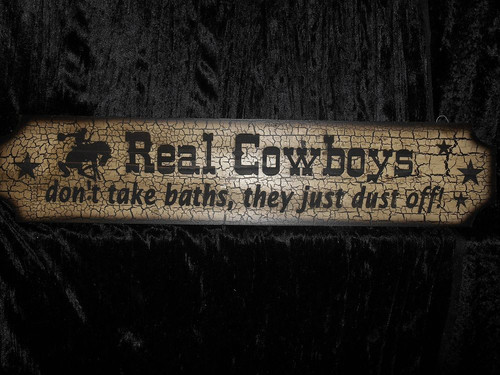 Real Cowboys
don't take baths, they just dust off!